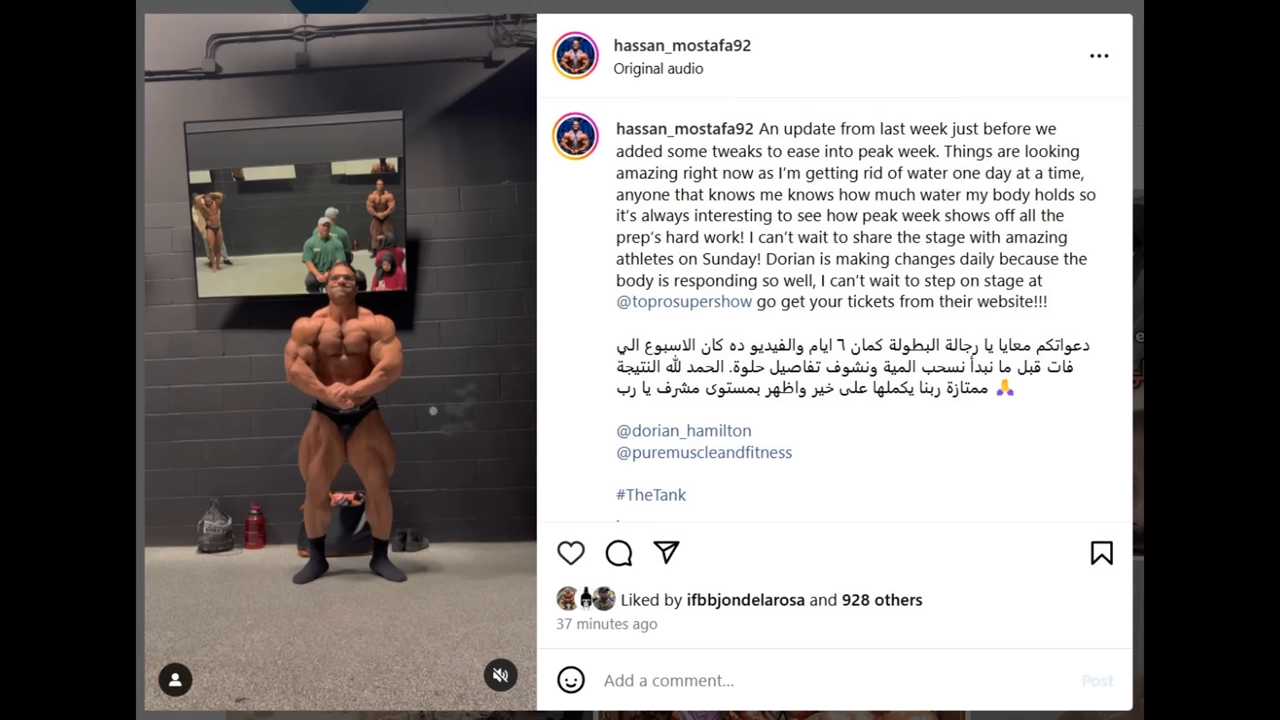 hassan_mostafa92
Original audio
hassan_mostafa92 An update from last week just before we
added some tweaks to ease into peak week. Things are looking
amazing right now as I'm getting rid of water one day at a time,
anyone that knows me knows how much water my body holds so
it's always interesting to see how peak week shows off all the
prep's hard work! I can't wait to share the stage with amazing
athletes on Sunday! Dorian is making changes daily because the
body is responding so well, I can't wait to step on stage at
@toprosupershow go get your tickets from their website!!!
دعواتكم معايا يا رجالة البطولة كمان ٦ ايام والفيديو ده كان الاسبوع الي
فات قبل ما نبدأ نسحب المية ونشوف تفاصيل حلوة. الحمد لله النتيجة
ممتازة ربنا يكملها على خير واظهر بمستوى مشرف يا رب 🙏
@dorian_hamilton
@puremuscleandfitness
#TheTank
Liked by ifbbjondelarosa and 928 others
37 minutes ago
Add a comment...
Post